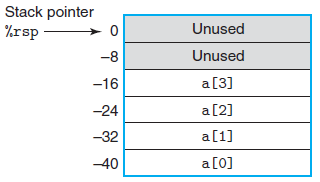 Stack pointer
%rsp 0 Unused
–8 Unused
–16 a[3]
–24 a[2]
–32 a[1]
–40 a[0]